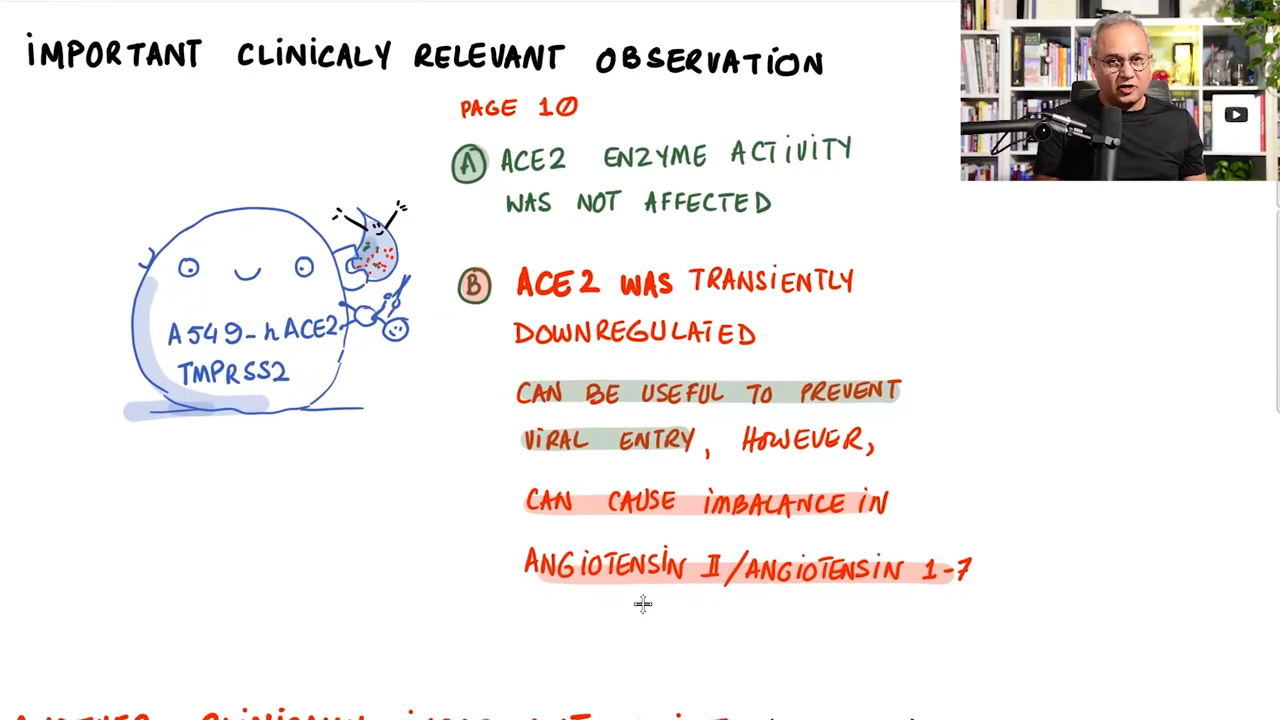 IMPORTANT CLINICALY RELEVANT OBSERVATION
PAGE 10
A ACE2 ENZYME ACTIVITY
WAS NOT AFFECTED
B ACE2 WAS TRANSIENTLY
DOWNREGULATED
CAN BE USEFUL TO PREVENT
VIRAL ENTRY, HOWEVER,
CAN CAUSE IMBALANCE IN
ANGIOTENSIN II/ANGIOTENSIN 1-7
A549-hACE2
TMPRSS2